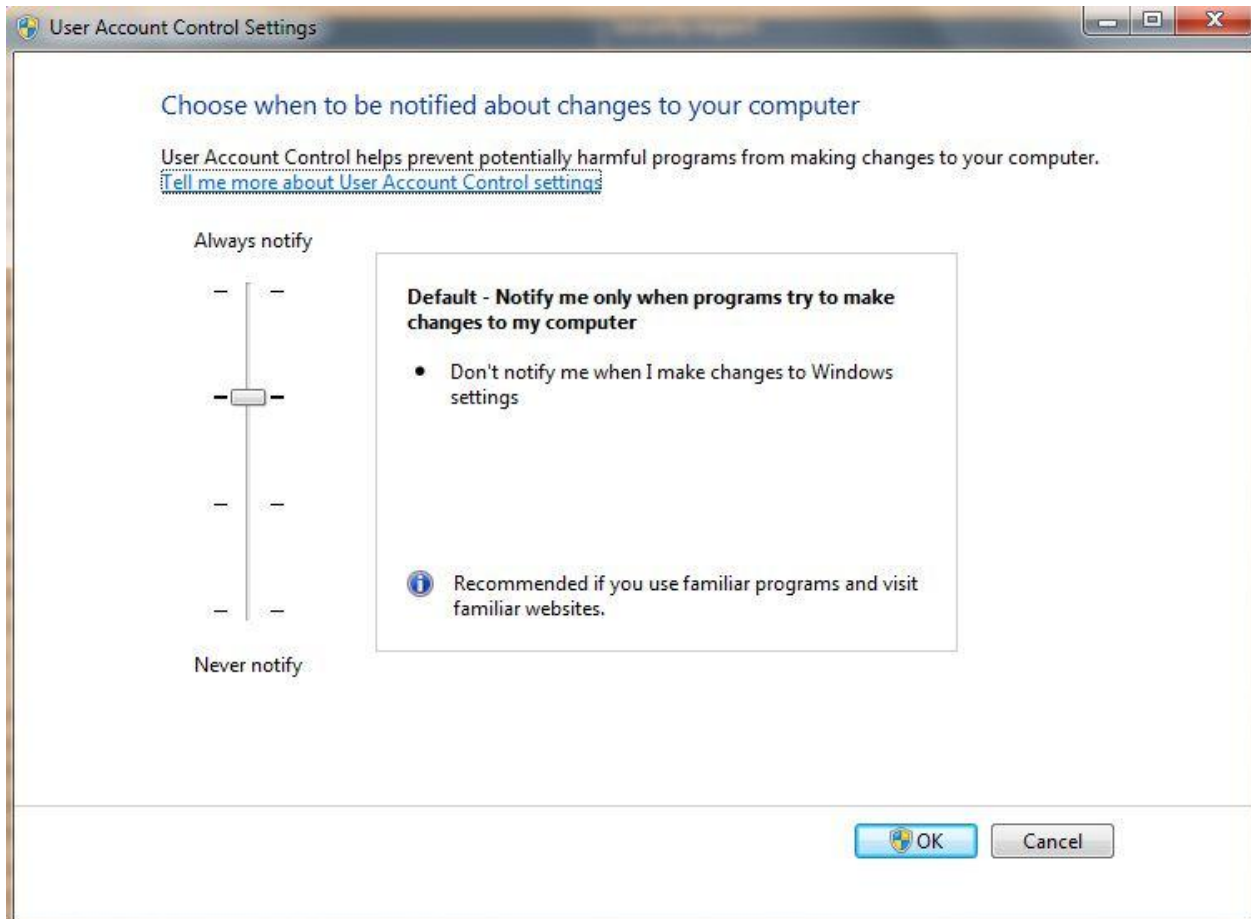 User Account Control Settings
Choose when to be notified about changes to your computer
User Account Control helps prevent potentially harmful programs from making changes to your computer.
Tell me more about User Account Control settings
Always notify
Default - Notify me only when programs try to make
changes to my computer
• Don't notify me when I make changes to Windows
settings
Recommended if you use familiar programs and visit
familiar websites.
Never notify
OK
Cancel